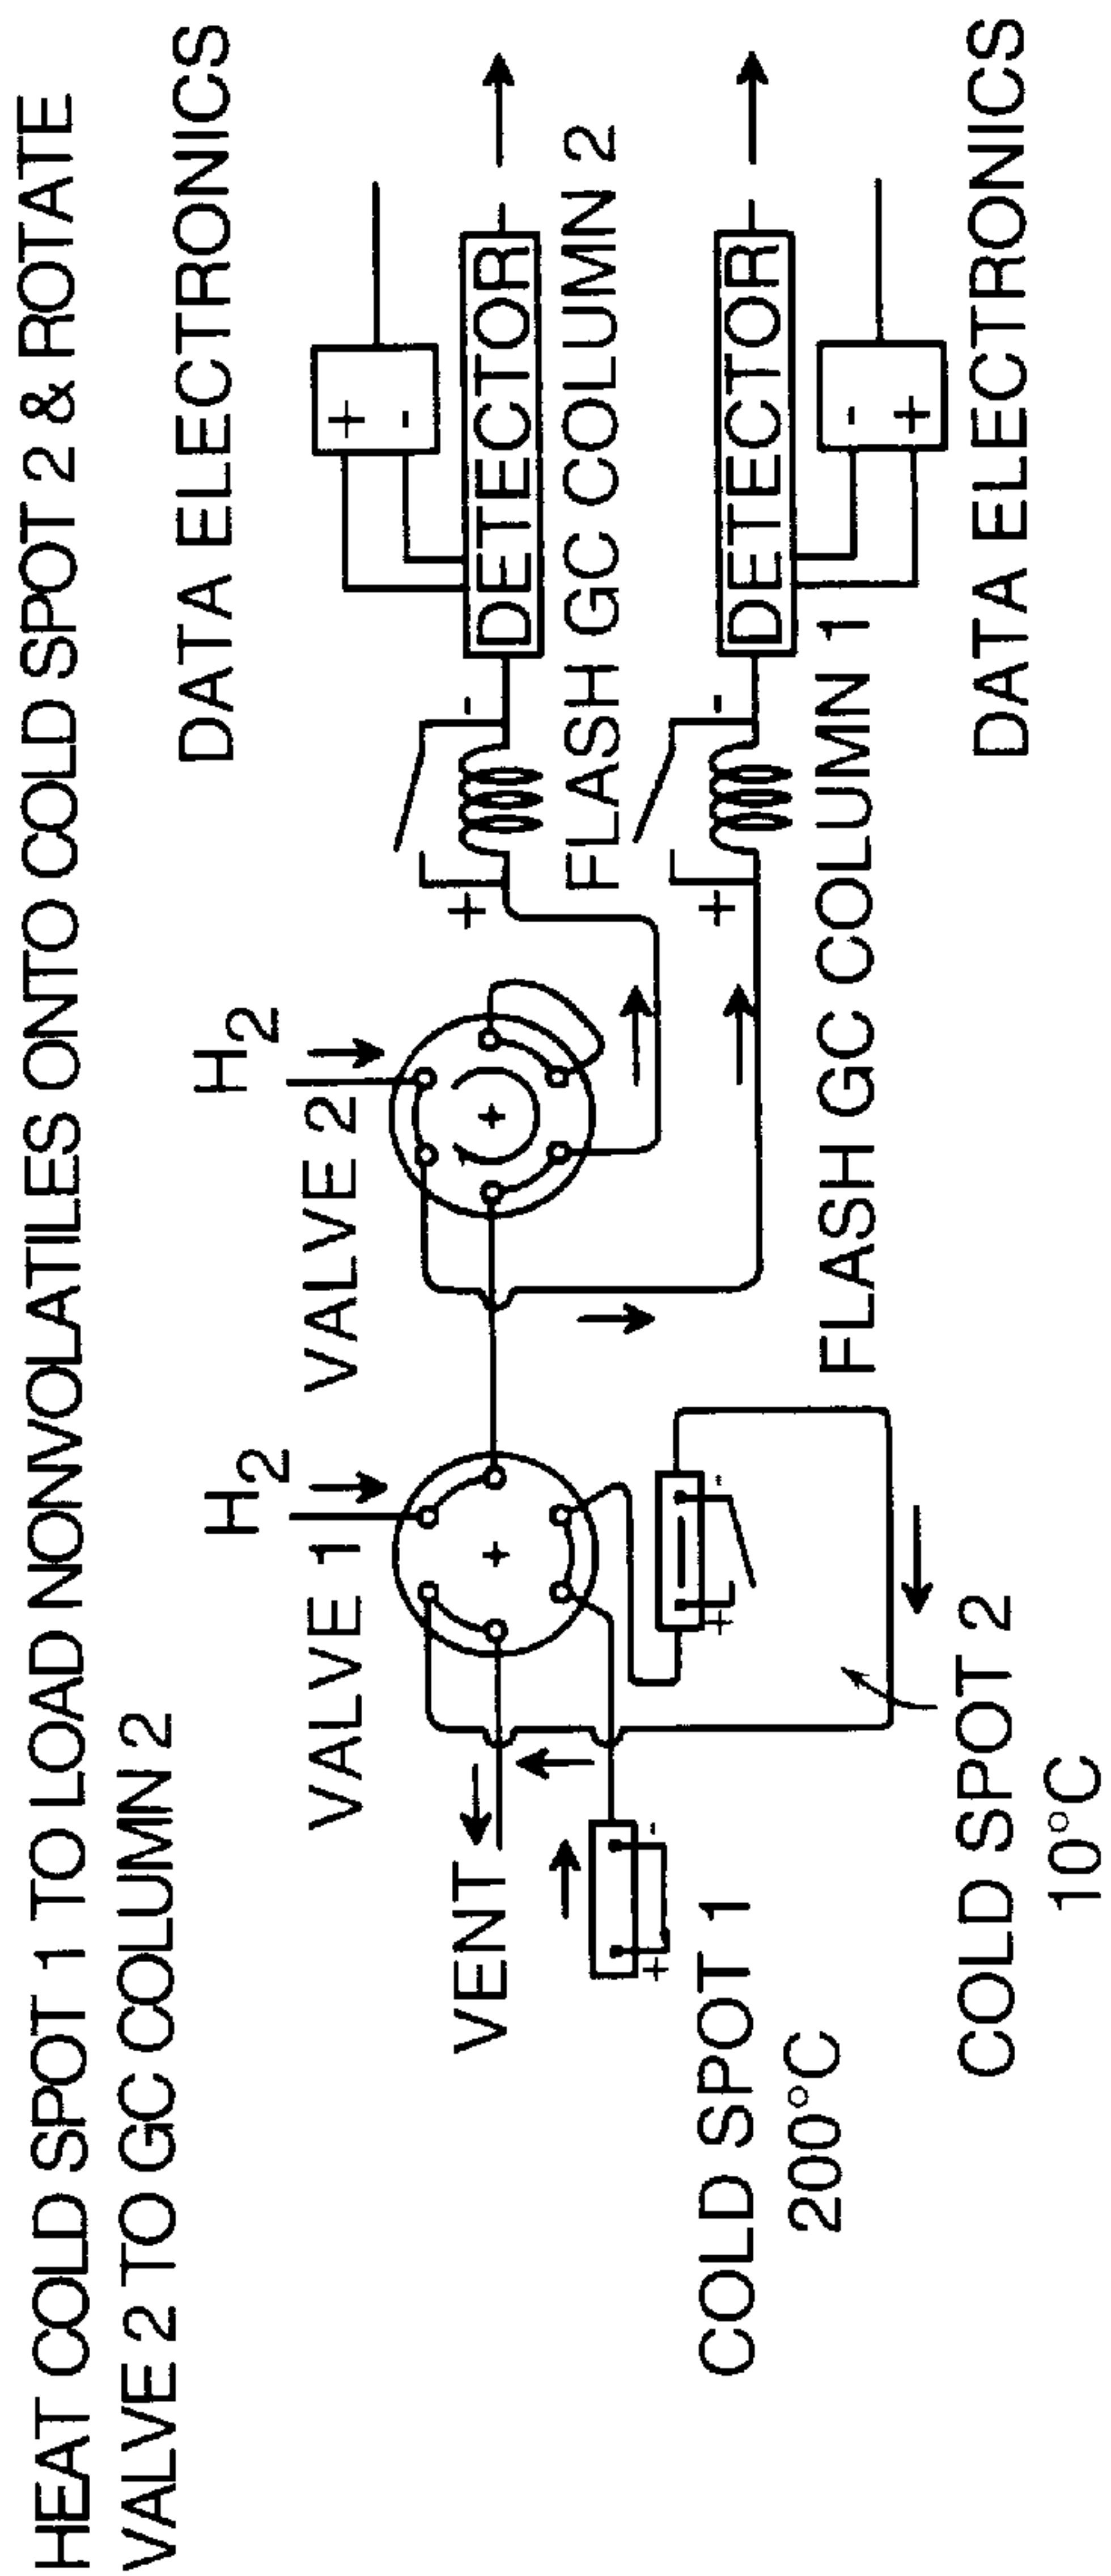 HEAT COLD SPOT 1 TO LOAD NONVOLATILES ONTO COLD SPOT 2 & ROTATE
VALVE 2 TO GC COLUMN 2
DATA ELECTRONICS
H2
H2
VALVE 1
VALVE 2
+
-
+
-
DETECTOR
VENT
+
+
FLASH GC COLUMN 2
+
-
+
-
+
-
DETECTOR
COLD SPOT 1
200°C
FLASH GC COLUMN 1
-
+
COLD SPOT 2
10°C
DATA ELECTRONICS